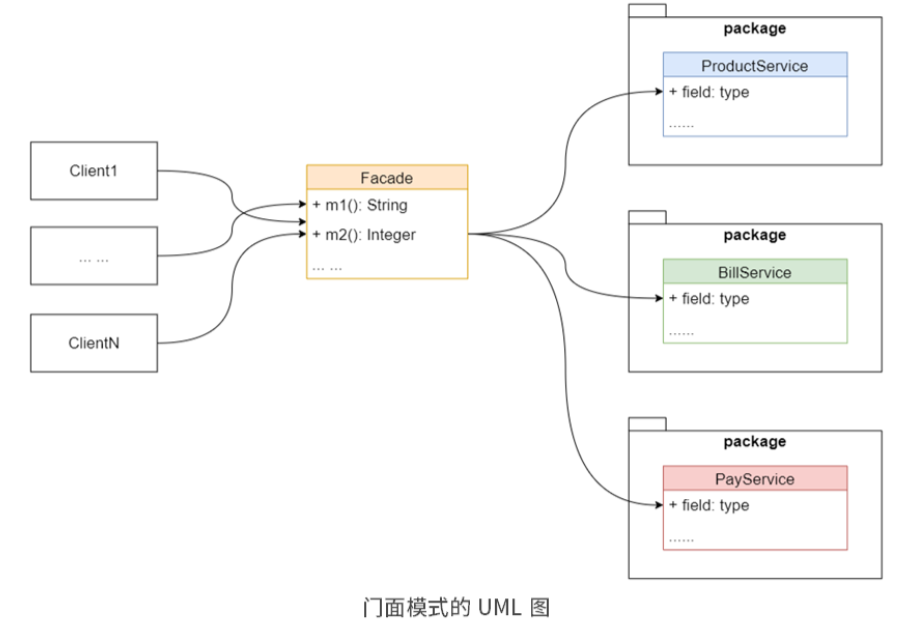 Client1
... ...
ClientN
Facade
+ m1(): String
+ m2(): Integer
... ...
package
ProductService
+ field: type
......
package
BillService
+ field: type
......
package
PayService
+ field: type
......
门面模式的 UML 图